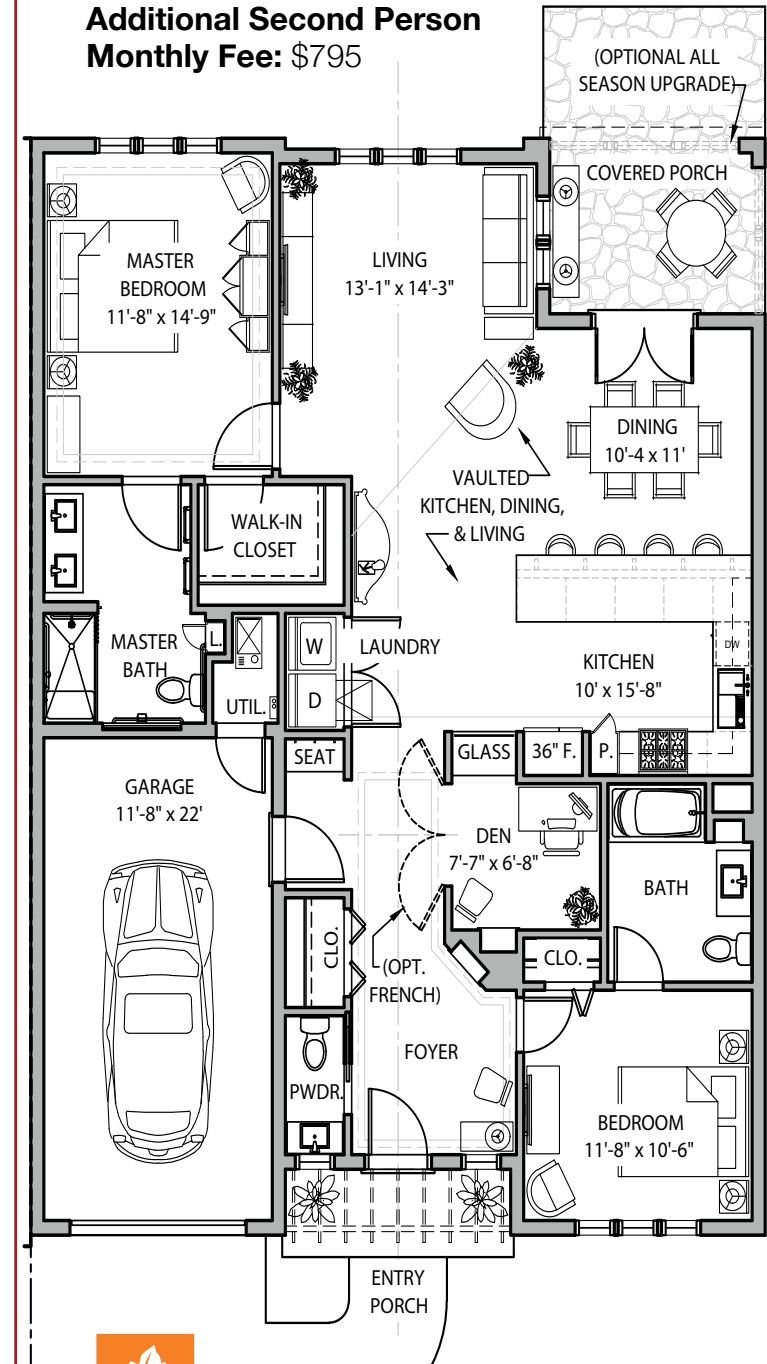 Additional Second Person
Monthly Fee: $795
(OPTIONAL ALL
SEASON UPGRADE)
COVERED PORCH
MASTER
BEDROOM
11'-8" x 14'-9"
LIVING
13'-1" x 14'-3"
DINING
10'-4 x 11'
VAULTED
KITCHEN, DINING,
& LIVING
WALK-IN
CLOSET
MASTER
BATH
L.
UTIL.
W
D
LAUNDRY
KITCHEN
10' x 15'-8"
DW
SEAT
GLASS
36" F.
P.
GARAGE
11'-8" x 22'
DEN
7'-7" x 6'-8"
BATH
CLO.
(OPT.
FRENCH)
CLO.
FOYER
PWDR.
BEDROOM
11'-8" x 10'-6"
ENTRY
PORCH